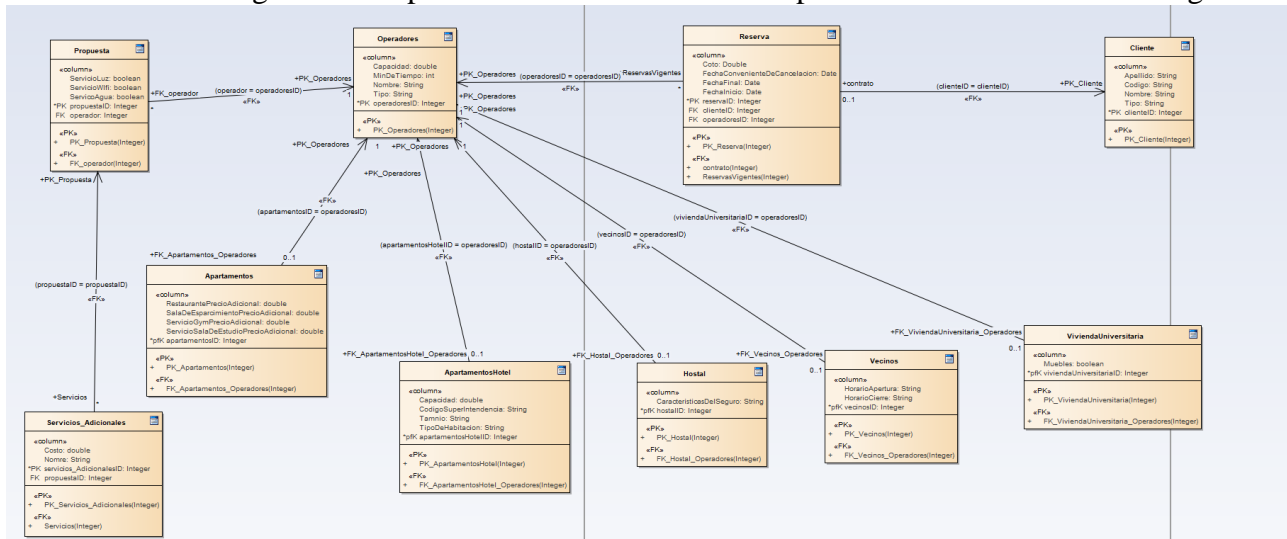 Propuesta
«column»
ServicioLuz: boolean
ServicioWifi: boolean
ServicoAgua: boolean
*PK propuestaID: Integer
FK operador: Integer
«PK»
+ PK_Propuesta(Integer)
«FK»
+ FK_operador(Integer)
+FK_operador
*
(operador = operadoresID)
«FK»
+PK_Operadores
1
Operadores
«column»
Capacidad: double
MinDeTiempo: int
Nombre: String
Tipo: String
*PK operadoresID: Integer
«PK»
+ PK_Operadores(Integer)
+PK_Operadores
1
(operadoresID = operadoresID)
«FK»
ReservasVigentes
*
+PK_Operadores
1
+PK_Operadores
1
Reserva
«column»
Coto: Double
FechaConvenienteDeCancelacion: Date
FechaFinal: Date
FechaInicio: Date
*PK reservaID: Integer
FK clienteID: Integer
FK operadoresID: Integer
«PK»
+ PK_Reserva(Integer)
«FK»
+ contrato(Integer)
+ ReservasVigentes(Integer)
+contrato
0..1
(clienteID = clienteID)
«FK»
+PK_Cliente
1
Cliente
«column»
Apellido: String
Codigo: String
Nombre: String
Tipo: String
*PK clienteID: Integer
«PK»
+ PK_Cliente(Integer)
+PK_Operadores
1
+PK_Operadores
1
+PK_Operadores
1
+PK_Propuesta
(propuestaID = propuestaID)
«FK»
+Servicios
*
«FK»
(apartamentosID = operadoresID)
+FK_Apartamentos_Operadores
0..1
(apartamentosHotelID = operadoresID)
«FK»
+FK_ApartamentosHotel_Operadores
0..1
(hostalID = operadoresID)
«FK»
+FK_Hostal_Operadores
0..1
(vecinosID = operadoresID)
«FK»
+FK_Vecinos_Operadores
0..1
(viviendaUniversitariaID = operadoresID)
«FK»
+FK_ViviendaUniversitaria_Operadores
0..1
Apartamentos
«column»
RestaurantePrecioAdicional: double
SalaDeEsparcimientoPrecioAdicional: double
ServicioGymPrecioAdicional: double
ServicioSalaDeEstudioPrecioAdicional: double
*pfK apartamentosID: Integer
«PK»
+ PK_Apartamentos(Integer)
«FK»
+ FK_Apartamentos_Operadores(Integer)
ViviendaUniversitaria
«column»
Muebles: boolean
*pfK viviendaUniversitariaID: Integer
«PK»
+ PK_ViviendaUniversitaria(Integer)
«FK»
+ FK_ViviendaUniversitaria_Operadores(Integer)
Vecinos
«column»
HorarioApertura: String
HorarioCierre: String
*pfK vecinosID: Integer
«PK»
+ PK_Vecinos(Integer)
«FK»
+ FK_Vecinos_Operadores(Integer)
ApartamentosHotel
«column»
Capacidad: double
CodigoSuperIntendencia: String
Tamnio: String
TipoDeHabitacion: String
*pfK apartamentosHotelID: Integer
«PK»
+ PK_ApartamentosHotel(Integer)
«FK»
+ FK_ApartamentosHotel_Operadores(Integer)
Hostal
«column»
CaracteristicasDelSeguro: String
*pfK hostalID: Integer
«PK»
+ PK_Hostal(Integer)
«FK»
+ FK_Hostal_Operadores(Integer)
Servicios_Adicionales
«column»
Costo: double
Nomre: String
*PK servicios_AdicionalesID: Integer
FK propuestaID: Integer
«PK»
+ PK_Servicios_Adicionales(Integer)
«FK»
+ Servicios(Integer)